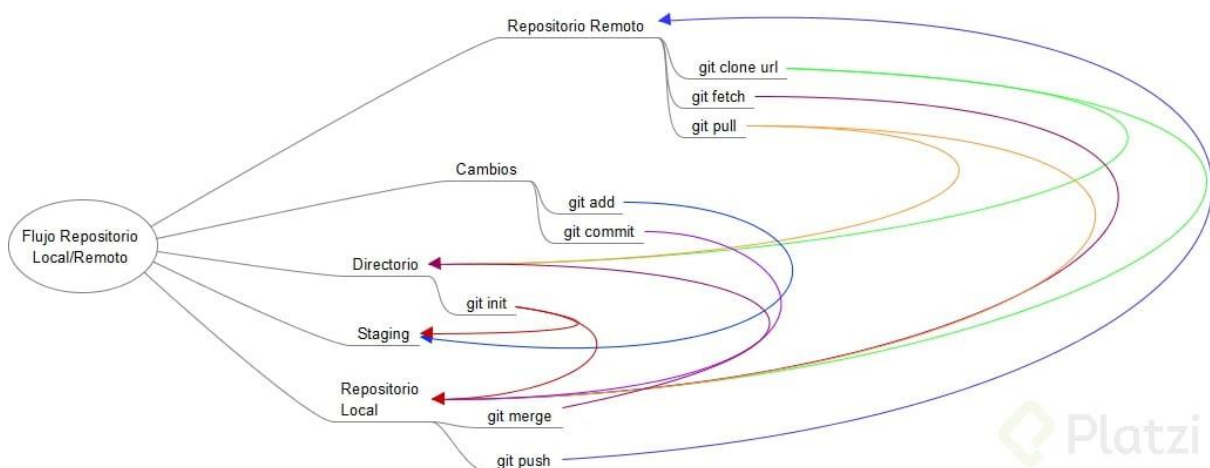 Repositorio Remoto
git clone url
git fetch
git pull
Cambios
git add
git commit
Flujo Repositorio
Local/Remoto
Directorio
git init
Staging
Repositorio
Local
git merge
git push
Platzi